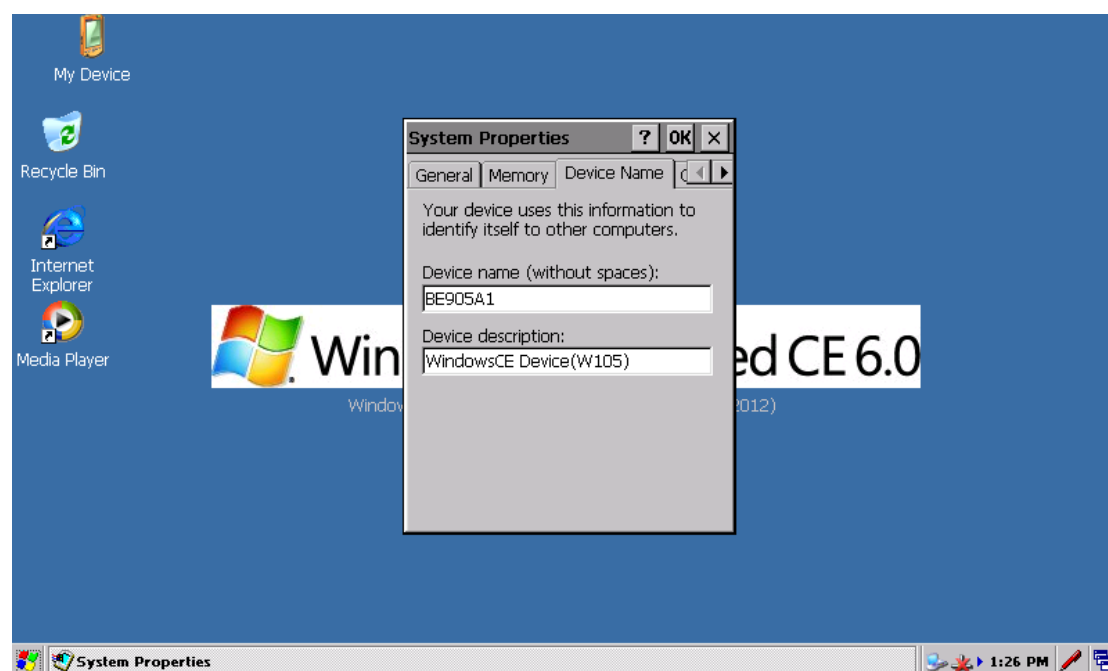 My Device
Recycle Bin
Internet
Explorer
Media Player
System Properties ? OK ×
General Memory Device Name
Your device uses this information to
identify itself to other computers.
Device name (without spaces):
BE905A1
Device description:
WindowsCE Device(W105)
Win
ed CE 6.0
Window
2012)
System Properties
1:26 PM